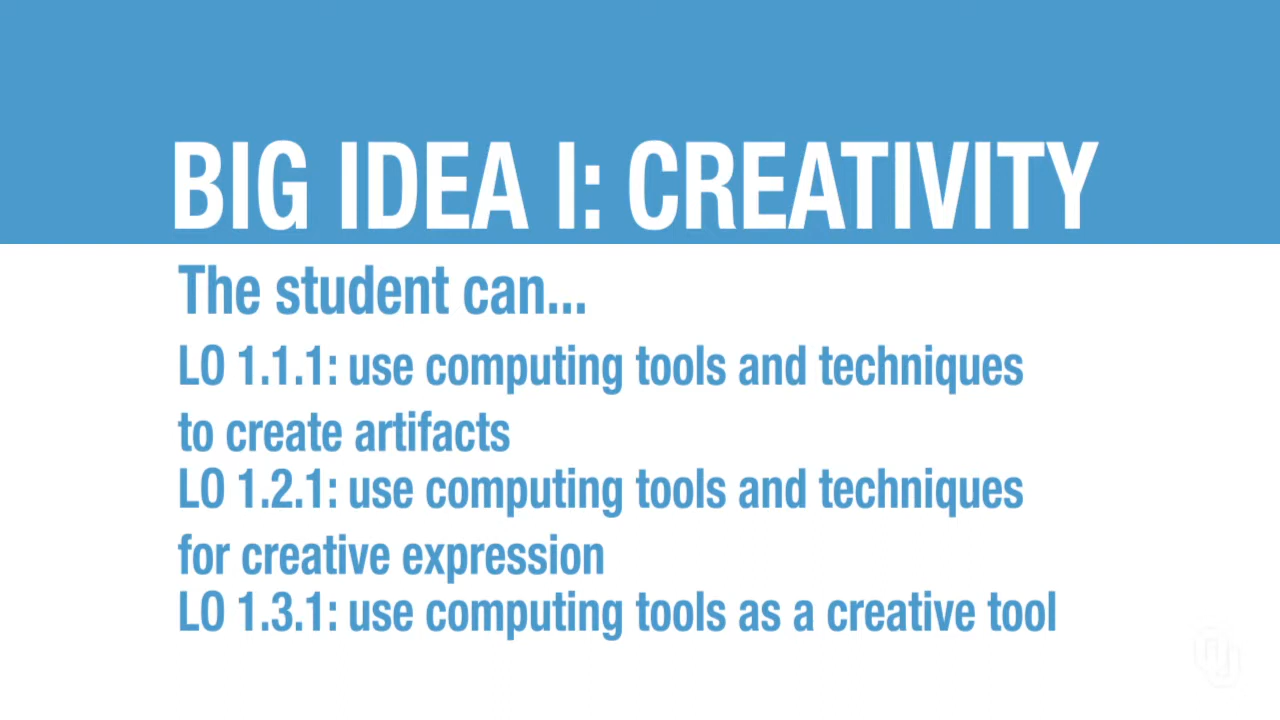 BIG IDEA I: CREATIVITY
The student can...
LO 1.1.1: use computing tools and techniques
to create artifacts
LO 1.2.1: use computing tools and techniques
for creative expression
LO 1.3.1: use computing tools as a creative tool